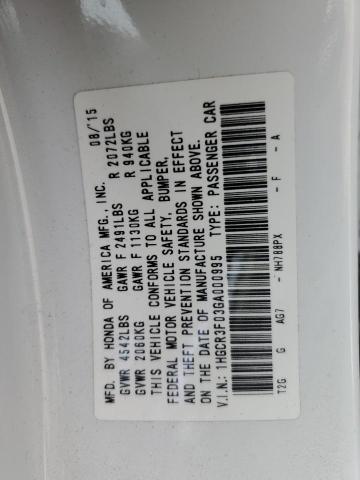 MFD. BY HONDA OF AMERICA MFG., INC. 08/'15
GVWR 4542LBS GAWR F 2491LBS R 2072LBS
GVWR 2060KG GAWR F 1130KG R 940KG
THIS VEHICLE CONFORMS TO ALL APPLICABLE
FEDERAL MOTOR VEHICLE SAFETY, BUMPER,
AND THEFT PREVENTION STANDARDS IN EFFECT
ON THE DATE OF MANUFACTURE SHOWN ABOVE.
V.I.N.: 1HGCR3F03GA000995 TYPE: PASSENGER CAR
T2G G AG7 - NH788PX - F - A